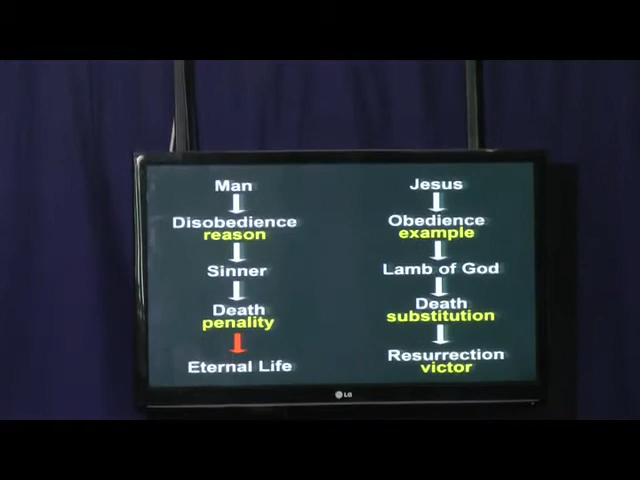 Man
Disobedience
reason
Sinner
Death
penality
Eternal Life
Jesus
Obedience
example
Lamb of God
Death
substitution
Resurrection
victor
LG